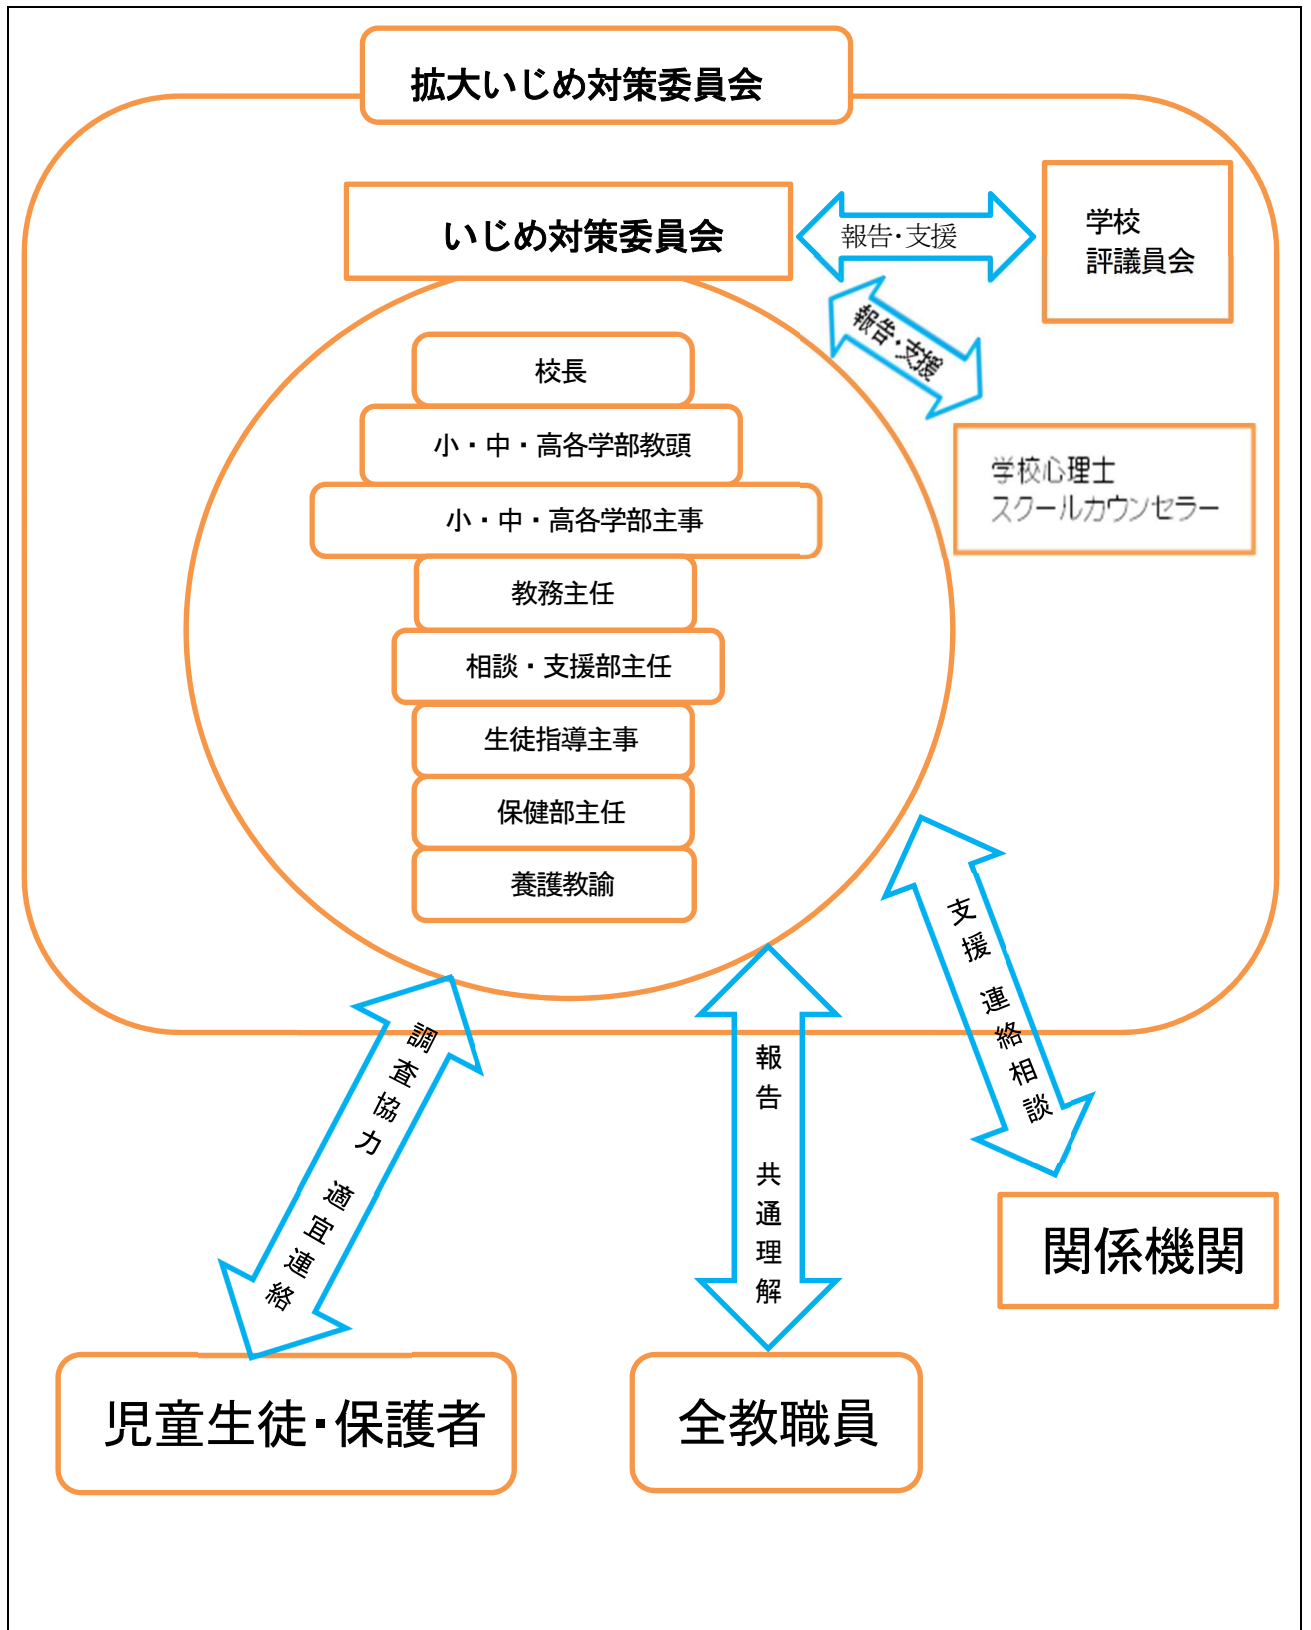 拡大いじめ対策委員会
いじめ対策委員会
報告・支援
学校
評議員会
報告・支援
学校心理士
スクールカウンセラー
校長
小・中・高各学部教頭
小・中・高各学部主事
教務主任
相談・支援部主任
生徒指導主事
保健部主任
養護教諭
調査協力　適宜連絡
報告　共通理解
支援　連絡相談
関係機関
児童生徒・保護者
全教職員